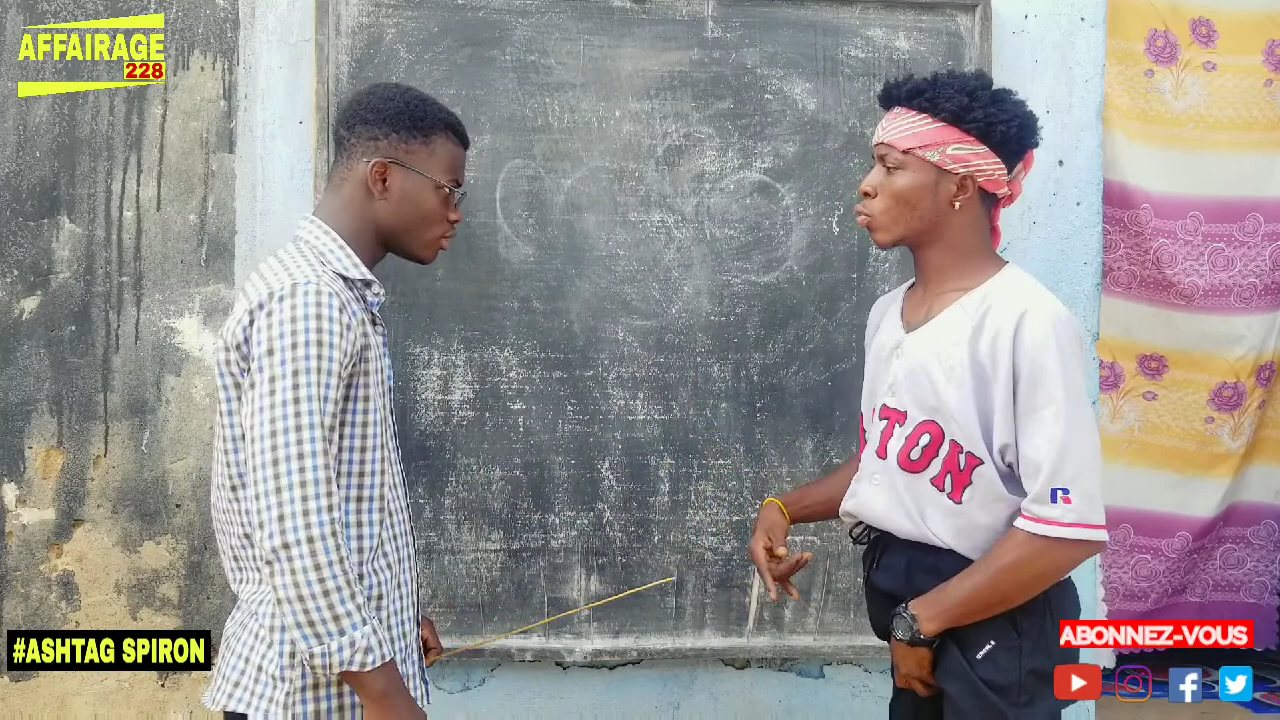 AFFAIRAGE
228
TON
R
#ASHTAG SPIRON
ABONNEZ-VOUS